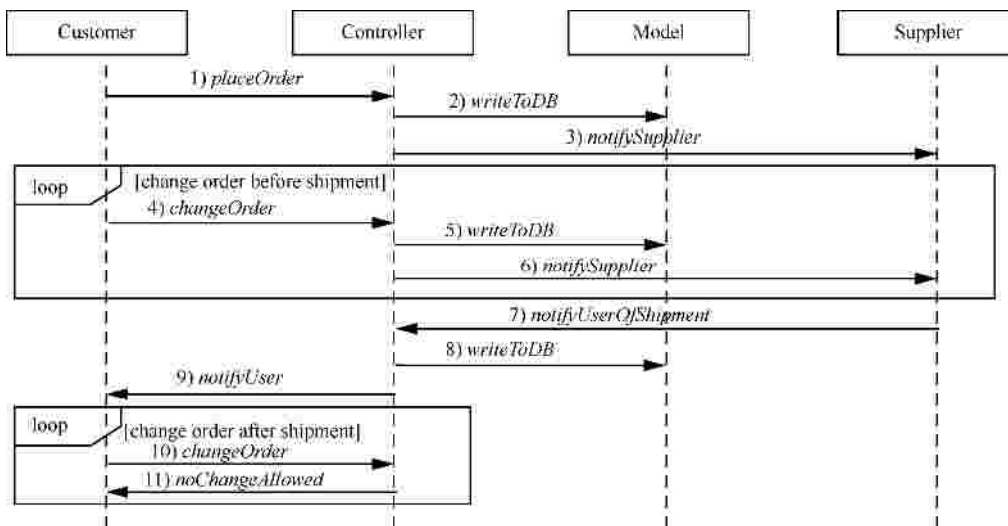 Customer
Controller
Model
Supplier
1) placeOrder
2) writeToDB
3) notifySupplier
loop
[change order before shipment]
4) changeOrder
5) writeToDB
6) notifySupplier
7) notifyUserOfShipment
8) writeToDB
9) notifyUser
loop
[change order after shipment]
10) changeOrder
11) noChangeAllowed